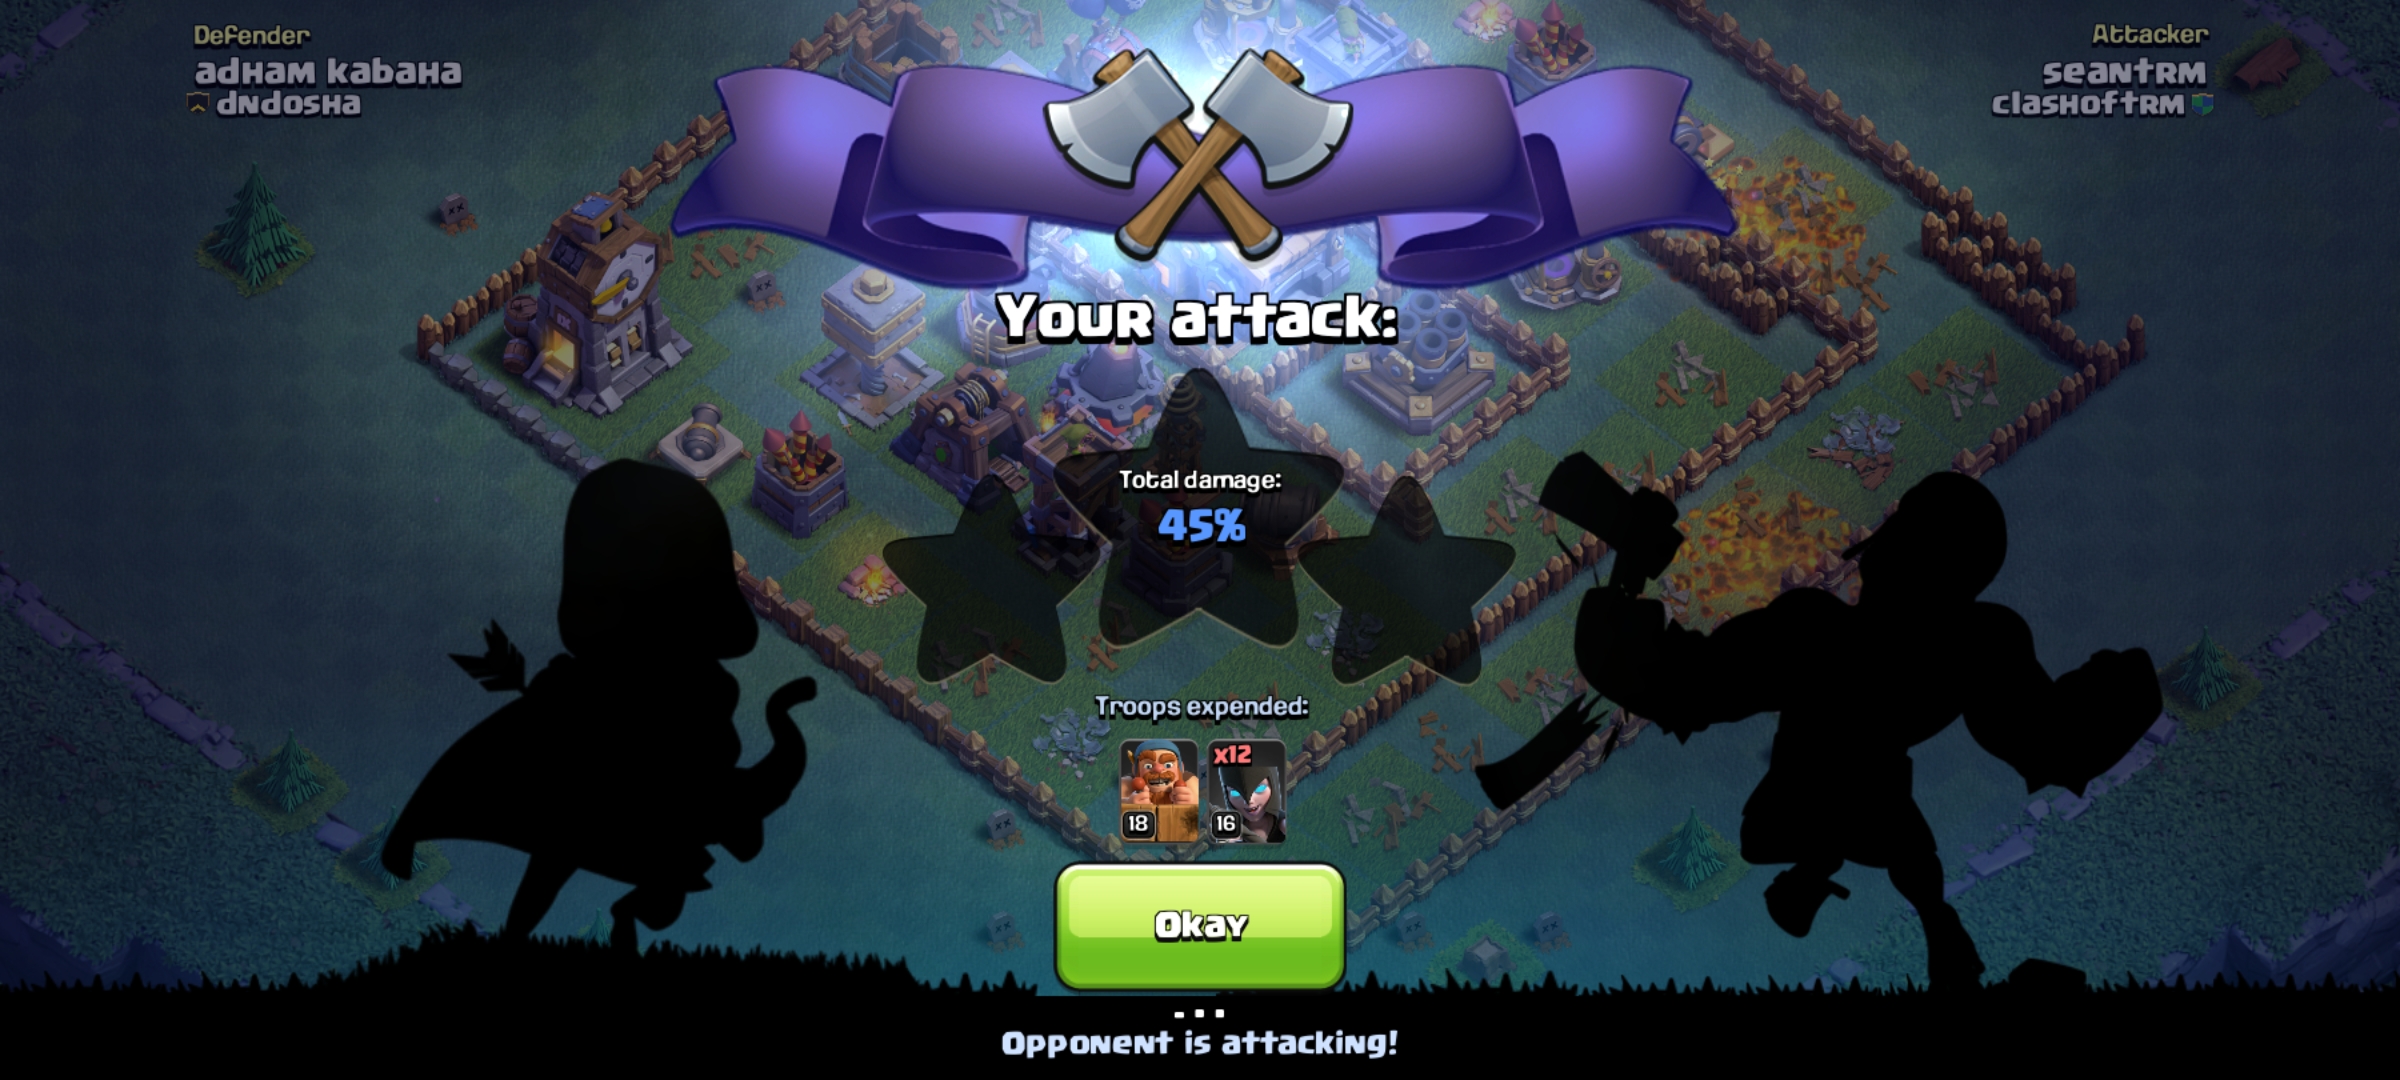 Defender
adham kabaha
dndosha
Attacker
seantrm
clashoftrm
Your attack:
Total damage:
45%
Troops expended:
x12
18
16
Okay
...
Opponent is attacking!